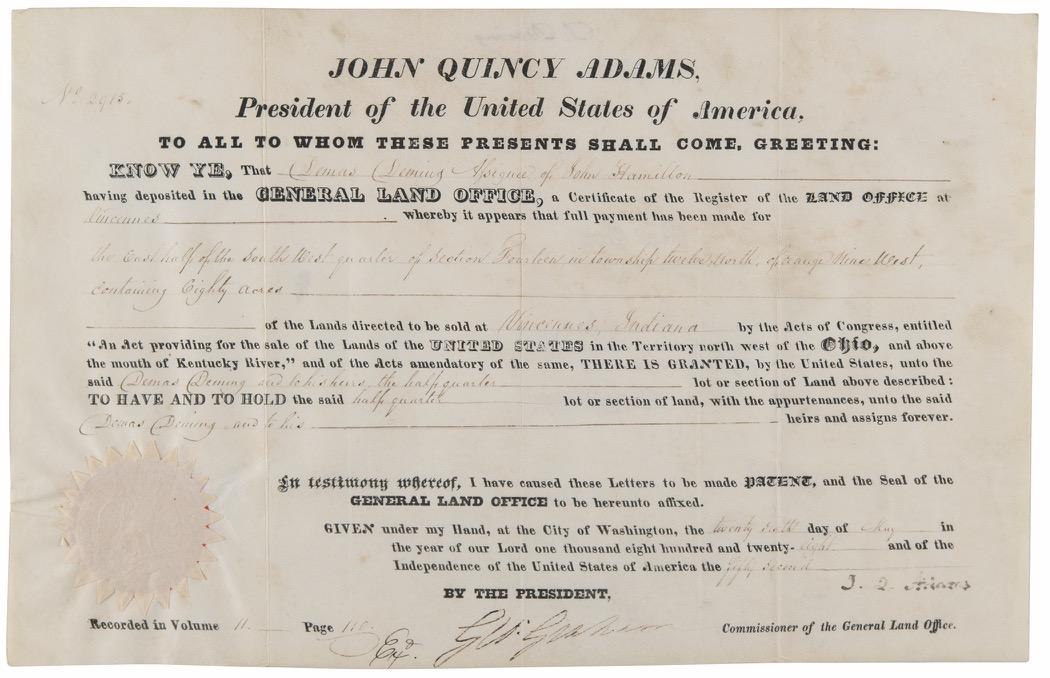 JOHN QUINCY ADAMS,
No. 2915.
President of the United States of America,
TO ALL TO WHOM THESE PRESENTS SHALL COME, GREETING:
KNOW YE, That Demas Deming Assignee of John Hamilton
having deposited in the GENERAL LAND OFFICE, a Certificate of the Register of the LAND OFFICE at
Vincennes whereby it appears that full payment has been made for
the East half of the South West quarter of Section Fourteen in township twelve North, of range Nine West,
containing Eighty acres
of the Lands directed to be sold at Vincennes, Indiana by the Acts of Congress, entitled
“An Act providing for the sale of the Lands of the UNITED STATES in the Territory north west of the Ohio, and above
the mouth of Kentucky River,” and of the Acts amendatory of the same, THERE IS GRANTED, by the United States, unto the
said Demas Deming and to his heirs, the half quarter lot or section of Land above described:
TO HAVE AND TO HOLD the said half quarter lot or section of land, with the appurtenances, unto the said
Demas Deming and to his heirs and assigns forever.
In testimony whereof, I have caused these Letters to be made PATENT, and the Seal of the
GENERAL LAND OFFICE to be hereunto affixed.
GIVEN under my Hand, at the City of Washington, the twenty sixth day of May in
the year of our Lord one thousand eight hundred and twenty-eight and of the
Independence of the United States of America the fifty second
J. Q. Adams
BY THE PRESIDENT,
Recorded in Volume 11. Page Exd. G W Graham Commissioner of the General Land Office.